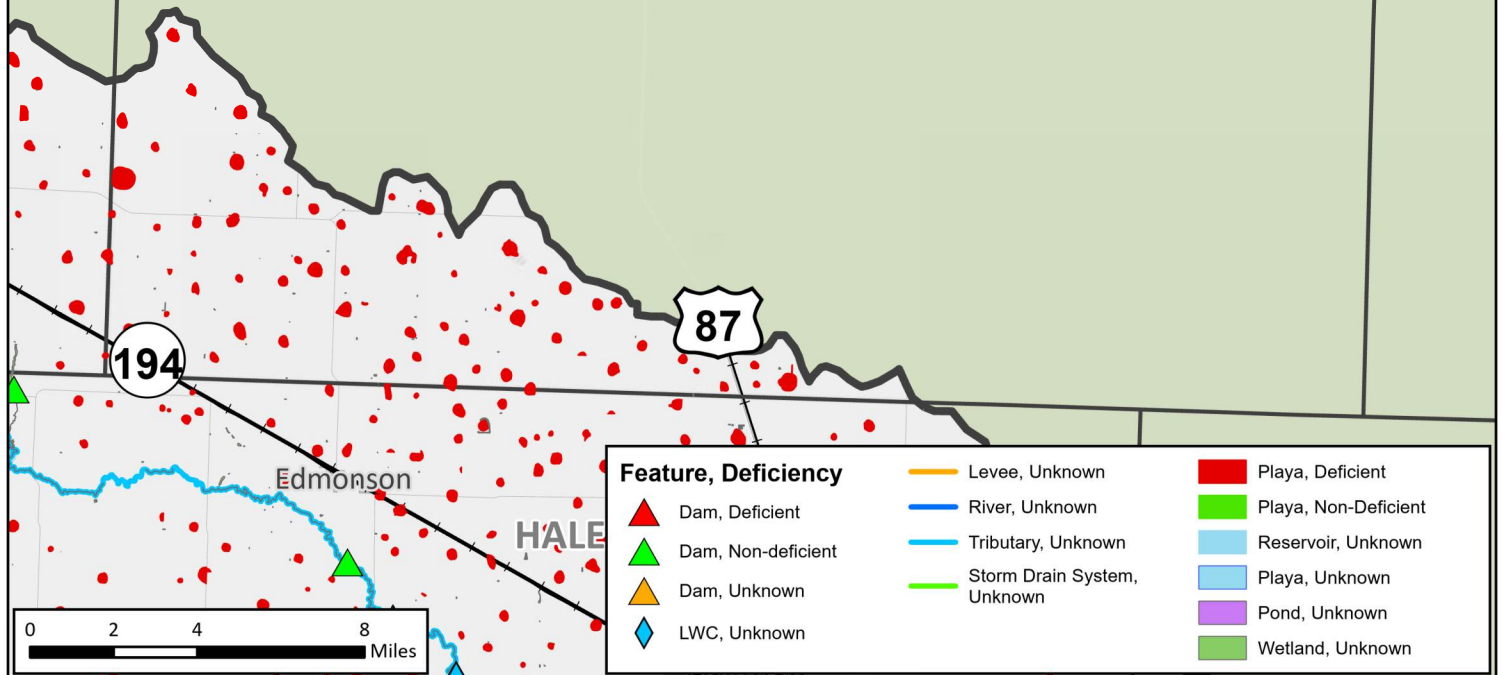 87
194
Edmonson
HALE
0 2 4 8
Miles
Feature, Deficiency
Dam, Deficient
Dam, Non-deficient
Dam, Unknown
LWC, Unknown
Levee, Unknown
River, Unknown
Tributary, Unknown
Storm Drain System,
Unknown
Playa, Deficient
Playa, Non-Deficient
Reservoir, Unknown
Playa, Unknown
Pond, Unknown
Wetland, Unknown